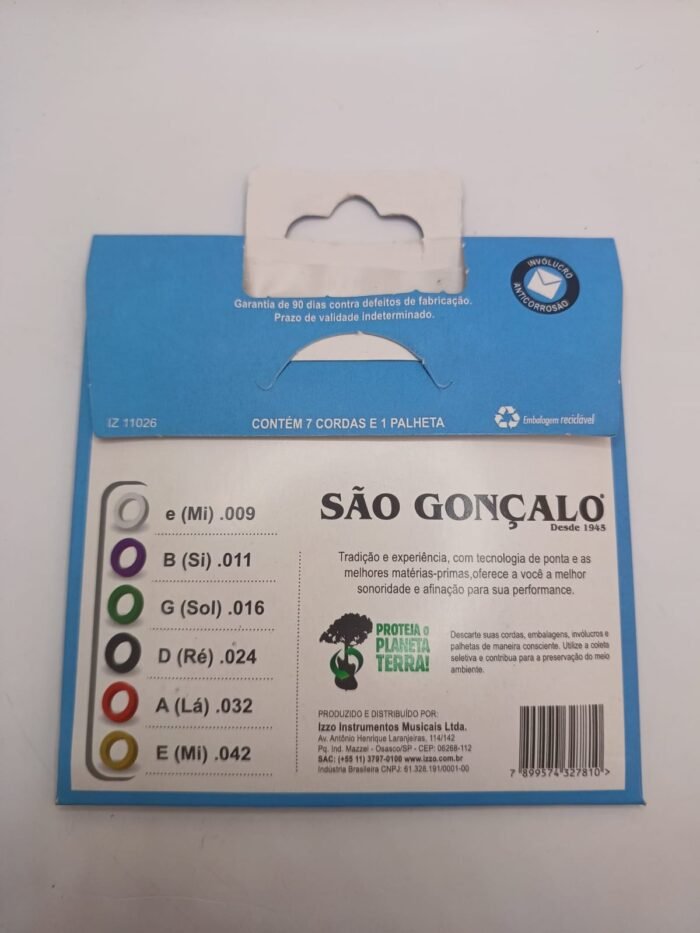 INVÓLUCRO
ANTICORROSÃO
Garantia de 90 dias contra defeitos de fabricação.
Prazo de validade indeterminado.
IZ 11026
CONTÉM 7 CORDAS E 1 PALHETA
Embalagem reciclável
e (Mi) .009
B (Si) .011
G (Sol) .016
D (Ré) .024
A (Lá) .032
E (Mi) .042
SÃO GONÇALO®
Desde 1945
Tradição e experiência, com tecnologia de ponta e as
melhores matérias-primas,oferece a você a melhor
sonoridade e afinação para sua performance.
PROTEJA O
PLANETA
TERRA!
Descarte suas cordas, embalagens, invólucros e
palhetas de maneira consciente. Utilize a coleta
seletiva e contribua para a preservação do meio
ambiente.
PRODUZIDO E DISTRIBUÍDO POR:
Izzo Instrumentos Musicais Ltda.
Av. Antônio Henrique Laranjeiras, 114/142
Pq. Ind. Mazzei - Osasco/SP - CEP: 06268-112
SAC: (+55 11) 3797-0100 www.izzo.com.br
Indústria Brasileira CNPJ: 61.328.191/0001-00
7 899574 327810 >